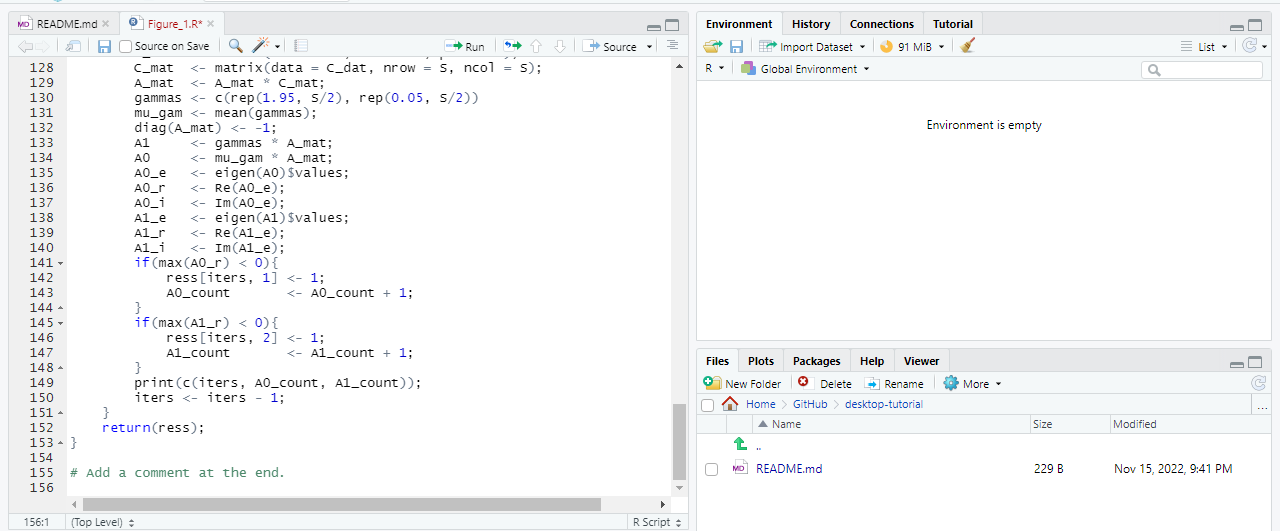 README.md
Figure_1.R*
Source on Save
Run
Source
128 C_mat <- matrix(data = C_dat, nrow = S, ncol = S);
129 A_mat <- A_mat * C_mat;
130 gammas <- c(rep(1.95, S/2), rep(0.05, S/2))
131 mu_gam <- mean(gammas);
132 diag(A_mat) <- -1;
133 A1 <- gammas * A_mat;
134 A0 <- mu_gam * A_mat;
135 A0_e <- eigen(A0)$values;
136 A0_r <- Re(A0_e);
137 A0_i <- Im(A0_e);
138 A1_e <- eigen(A1)$values;
139 A1_r <- Re(A1_e);
140 A1_i <- Im(A1_e);
141 if(max(A0_r) < 0){
142 ress[iters, 1] <- 1;
143 A0_count <- A0_count + 1;
144 }
145 if(max(A1_r) < 0){
146 ress[iters, 2] <- 1;
147 A1_count <- A1_count + 1;
148 }
149 print(c(iters, A0_count, A1_count));
150 iters <- iters - 1;
151 }
152 return(ress);
153 }
154
155 # Add a comment at the end.
156
156:1 (Top Level) R Script
Environment History Connections Tutorial
Import Dataset 91 MiB List
R Global Environment
Environment is empty
Files Plots Packages Help Viewer
New Folder Delete Rename More
Home GitHub desktop-tutorial ...
Name Size Modified
..
README.md 229 B Nov 15, 2022, 9:41 PM